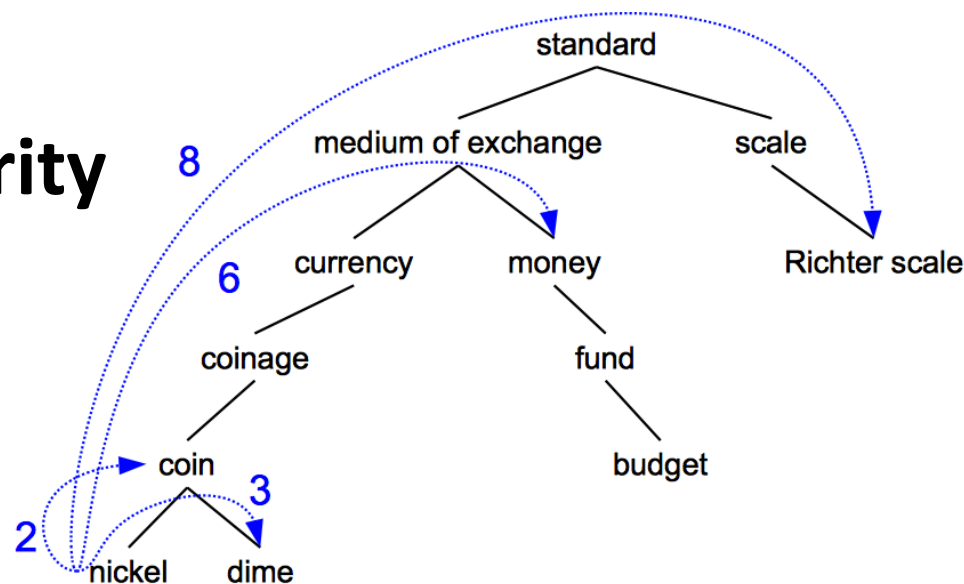 standard
rity
8
medium of exchange
scale
6
currency
money
Richter scale
coinage
fund
coin
3
budget
2
nickel
dime